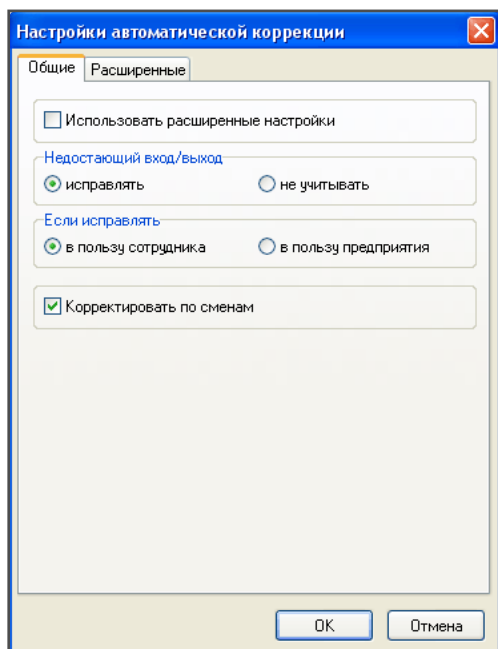 Настройки автоматической коррекции
Общие Расширенные
Использовать расширенные настройки
Недостающий вход/выход
исправлять не учитывать
Если исправлять
в пользу сотрудника в пользу предприятия
Корректировать по сменам
OK Отмена